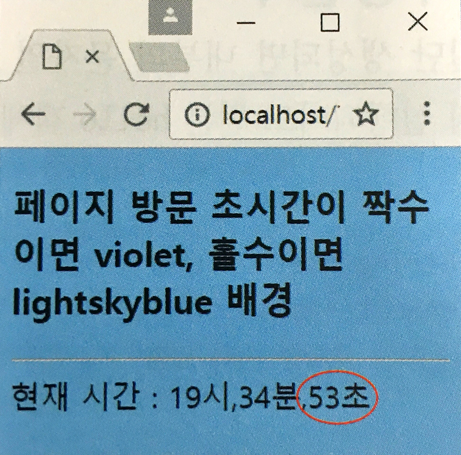 localhost/
페이지 방문 초시간이 짝수
이면 violet, 홀수이면
lightskyblue 배경
현재 시간 : 19시,34분,53초